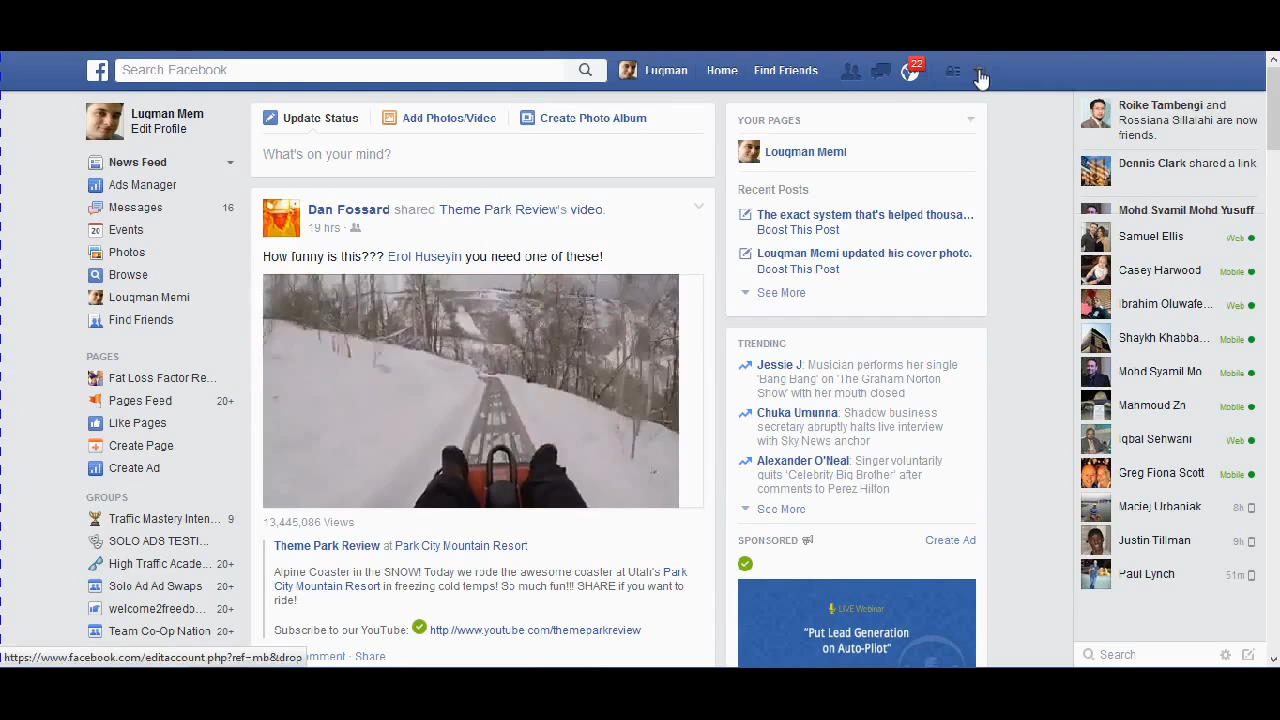 Search Facebook
Luqman
Home
Find Friends
22
Luqman Mem
Edit Profile
News Feed
Ads Manager
Messages 16
Events
Photos
Browse
Louqman Memi
Find Friends
PAGES
Fat Loss Factor Re...
Pages Feed 20+
Like Pages
Create Page
Create Ad
GROUPS
Traffic Mastery Inten... 9
SOLO ADS TESTI...
High Traffic Acade... 20+
Solo Ad Ad Swaps 20+
welcome2freedo... 20+
Team Co-Op Nation 20+
https://www.facebook.com/editaccount.php?ref=mb&drop
Update Status
Add Photos/Video
Create Photo Album
What's on your mind?
Dan Fossard shared Theme Park Review's video.
19 hrs
How funny is this??? Erol Huseyin you need one of these!
13,445,086 Views
Theme Park Review at Park City Mountain Resort
Alpine Coaster in the SNOW! Today we rode the awesome coaster at Utah's Park
City Mountain Resort in freezing cold temps! So much fun!!! SHARE if you want to
ride!
Subscribe to our YouTube: http://www.youtube.com/themeparkreview
Share
YOUR PAGES
Louqman Memi
Recent Posts
The exact system that's helped thousa...
Boost This Post
Louqman Memi updated his cover photo.
Boost This Post
See More
TRENDING
Jessie J: Musician performs her single
'Bang Bang' on 'The Graham Norton
Show' with her mouth closed
Chuka Umunna: Shadow business
secretary abruptly halts live interview
with Sky News anchor
Alexander O'Neal: Singer voluntarily
quits 'Celebrity Big Brother' after
comments to Perez Hilton
See More
SPONSORED
Create Ad
LIVE Webinar
"Put Lead Generation
on Auto-Pilot"
Roike Tambengi and
Rossiana Sillalahi are now
friends.
Dennis Clark shared a link.
Mohd Syamil Mohd Yusuff
Samuel Ellis Web
Casey Harwood Mobile
Ibrahim Oluwafe... Web
Shaykh Khabba... Mobile
Mohd Syamil Mo Mobile
Mahmoud Zn Mobile
Iqbal Sehwani Web
Greg Fiona Scott Mobile
Maciej Urbaniak 8h
Justin Tillman 9h
Paul Lynch 51m
Search